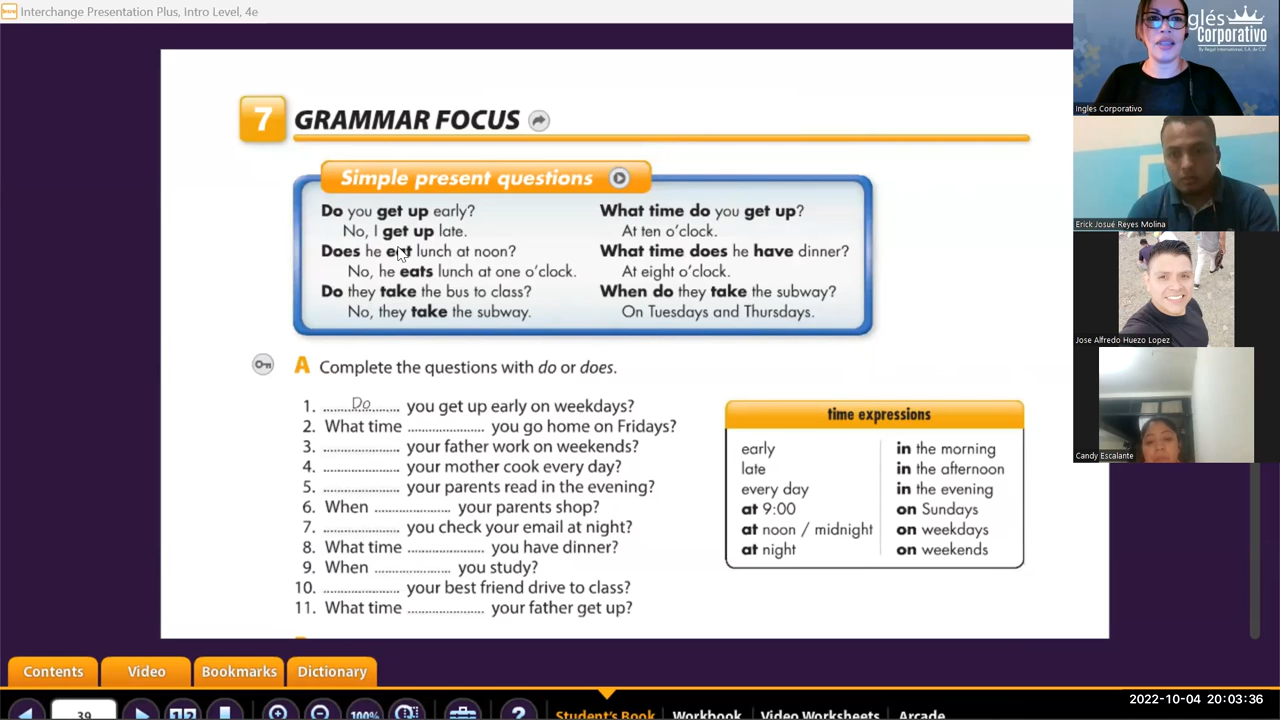 Interchange Presentation Plus, Intro Level, 4e
glés
Corporativo
By Regal International, S.A. de C.V.
Ingles Corporativo
Erick Josué Reyes Molina
Jose Alfredo Huezo Lopez
Candy Escalante
7 GRAMMAR FOCUS
Simple present questions
Do you get up early?
No, I get up late.
Does he eat lunch at noon?
No, he eats lunch at one o'clock.
Do they take the bus to class?
No, they take the subway.
What time do you get up?
At ten o'clock.
What time does he have dinner?
At eight o'clock.
When do they take the subway?
On Tuesdays and Thursdays.
A Complete the questions with do or does.
1. Do you get up early on weekdays?
2. What time .................... you go home on Fridays?
3. .................... your father work on weekends?
4. .................... your mother cook every day?
5. .................... your parents read in the evening?
6. When .................... your parents shop?
7. .................... you check your email at night?
8. What time .................... you have dinner?
9. When .................... you study?
10. .................... your best friend drive to class?
11. What time .................... your father get up?
time expressions
early
late
every day
at 9:00
at noon / midnight
at night
in the morning
in the afternoon
in the evening
on Sundays
on weekdays
on weekends
Contents Video Bookmarks Dictionary
39 1 2 100% ?
Student's Book Workbook Video Worksheets Arcade
2022-10-04 20:03:36